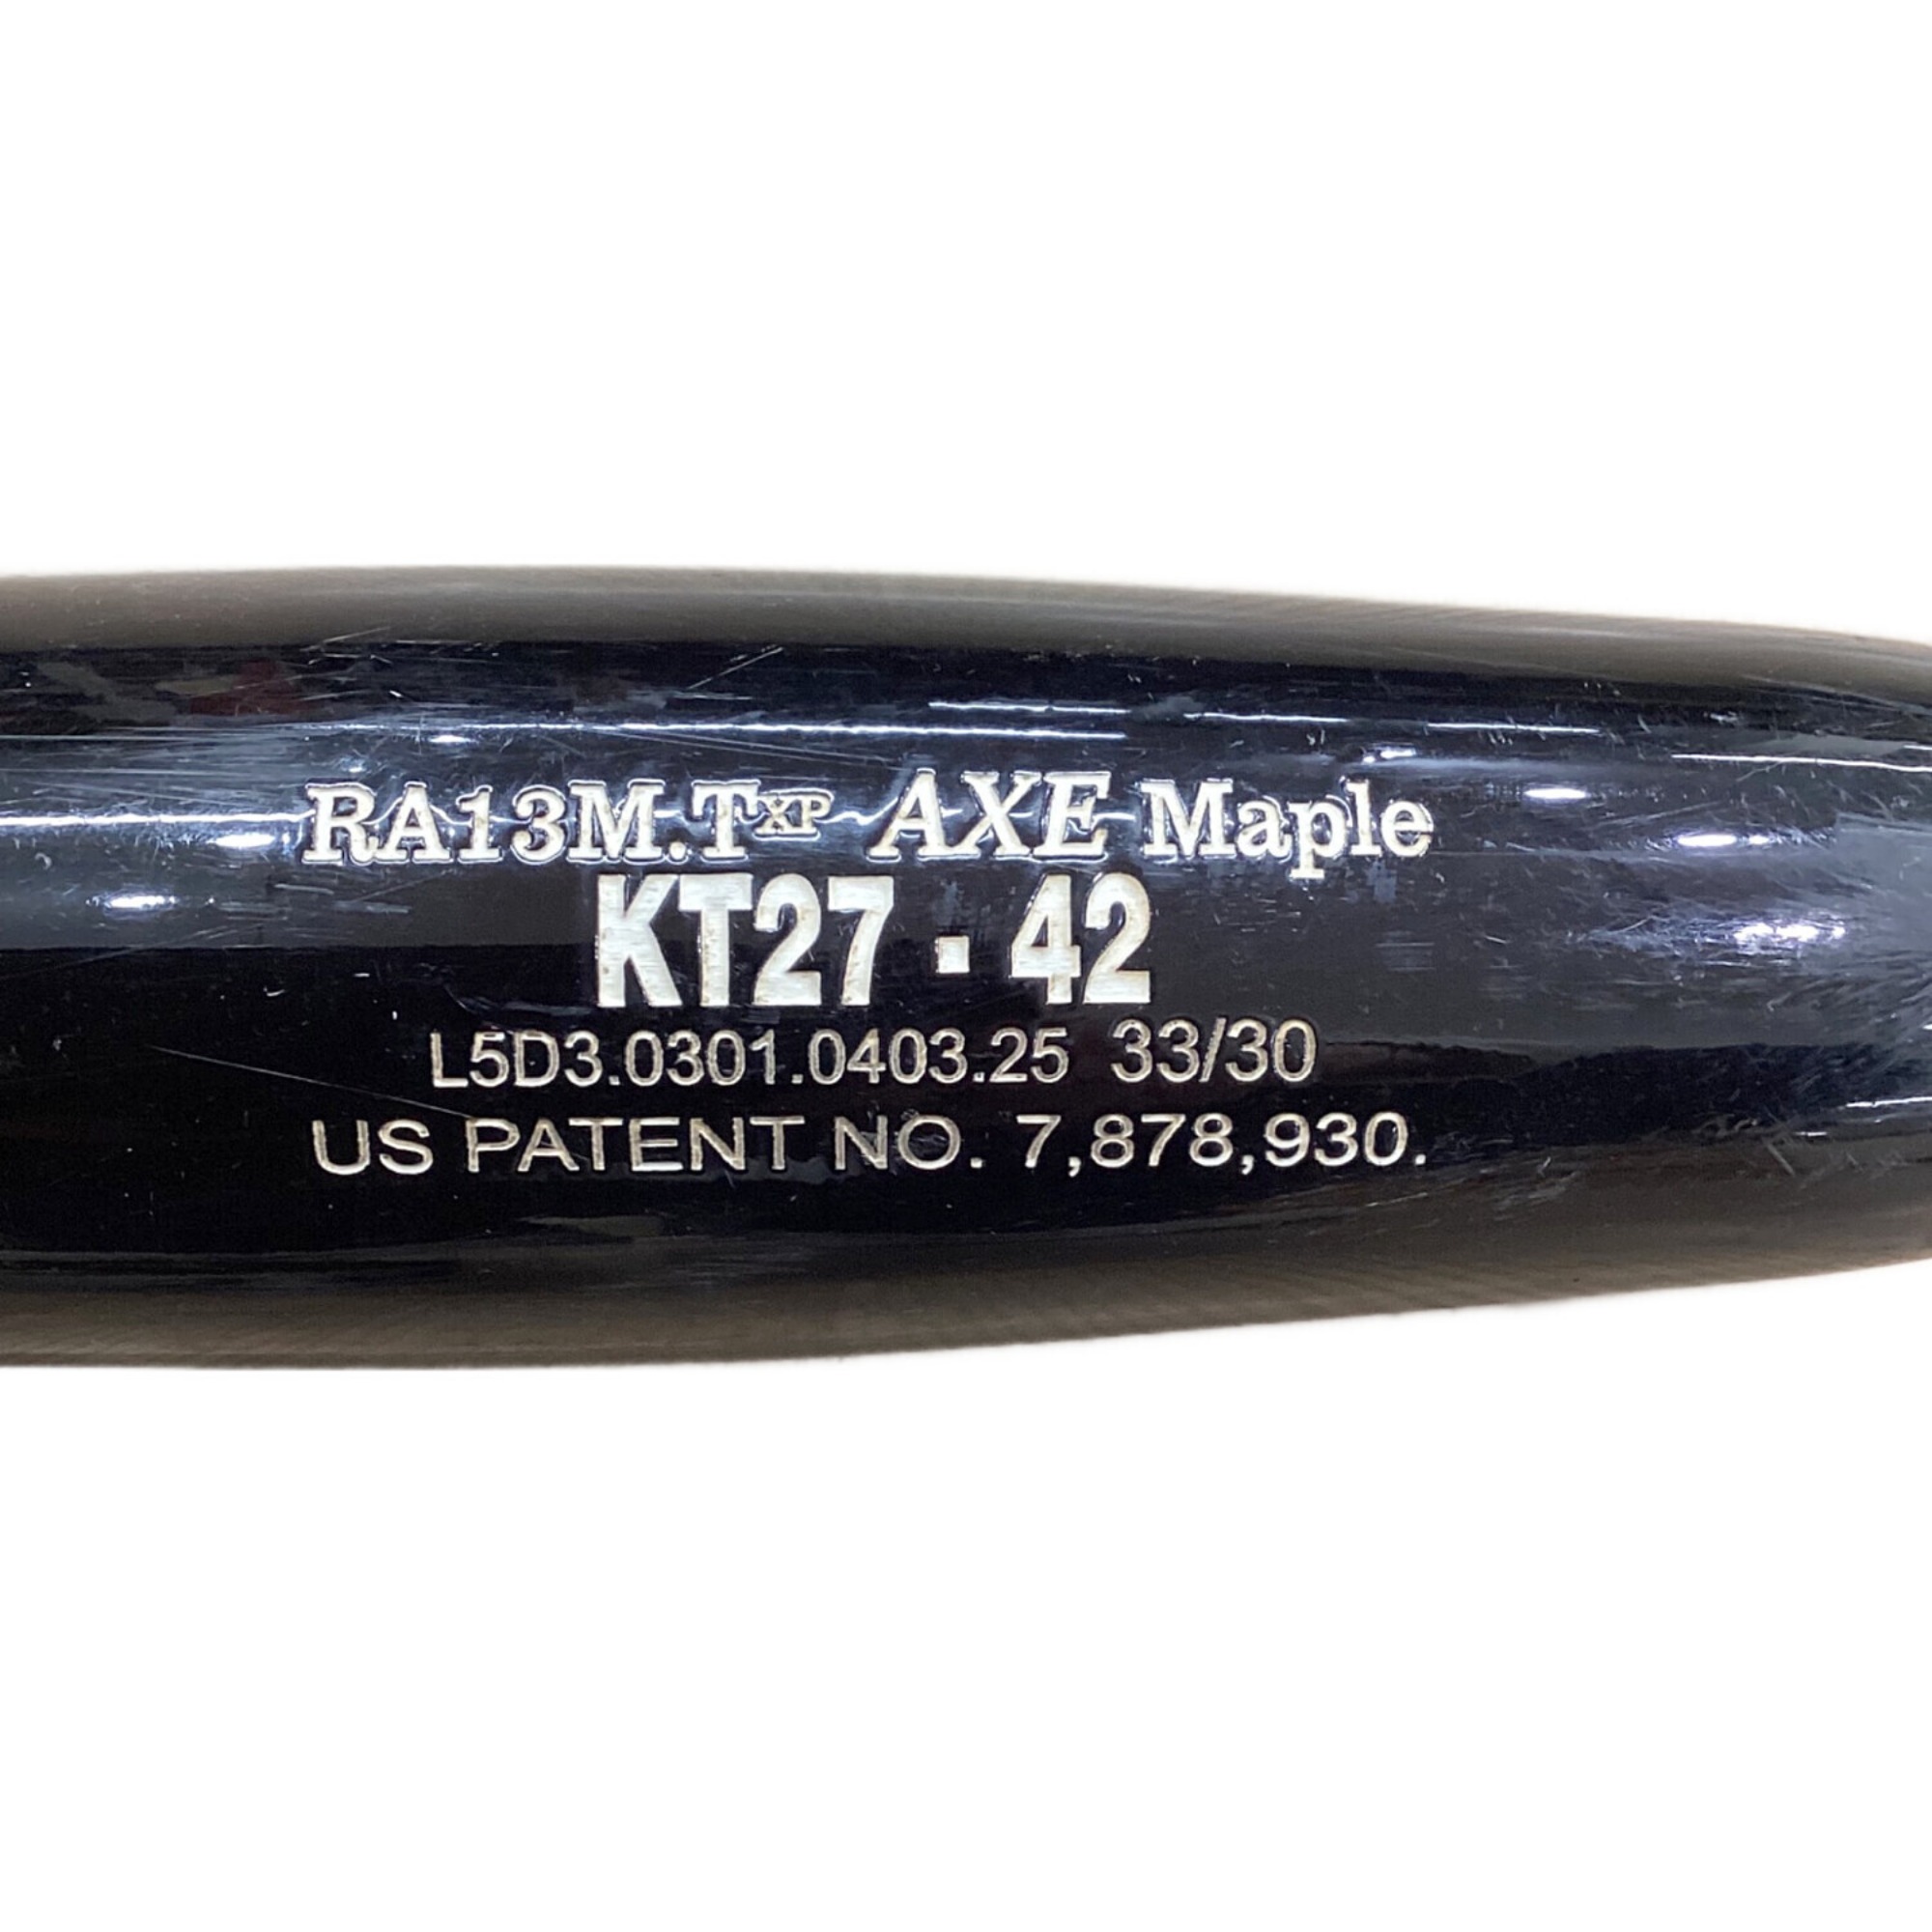 RA13M.TXP AXE Maple
KT27 · 42
L5D3.0301.0403.25 33/30
US PATENT NO. 7,878,930.